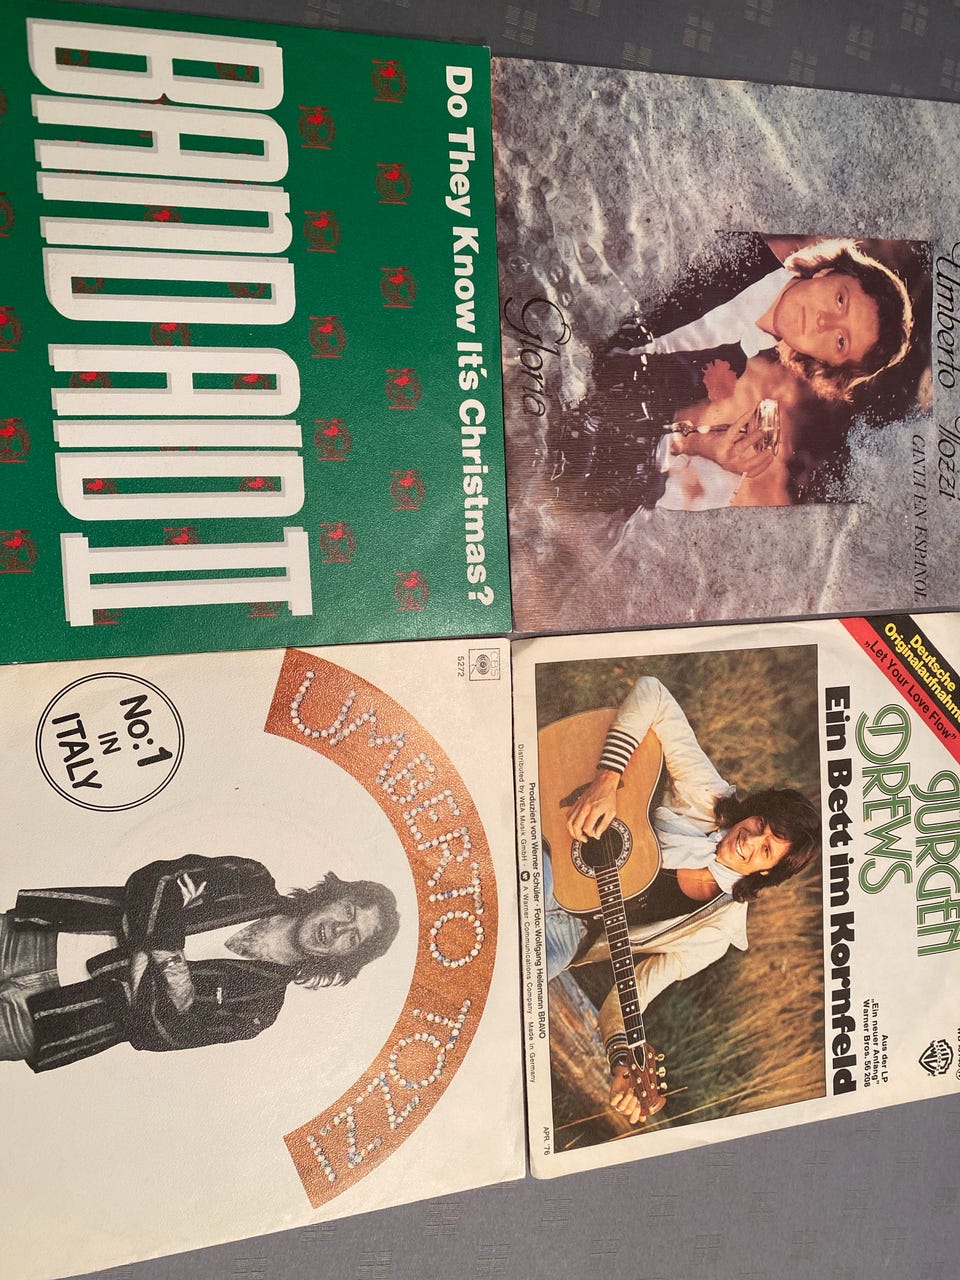 Umberto Tozzi
CANTA EN ESPAÑOL
Gloria
Deutsche
Originalaufnahme
„Let Your Love Flow"
JÜRGEN
DREWS
Ein Bett im Kornfeld
Aus der LP
„Ein neuer Anfang"
Warner Bros. 56 208
Produziert von Werner Schüler · Foto: Wolfgang Heilemann BRAVO
Distributed by WEA Musik GmbH · A Warner Communications Company · Made in Germany
APR. '76
Do They Know It's Christmas?
BAND AID II
CBS
5272
UMBERTO TOZZI
No:1
IN
ITALY